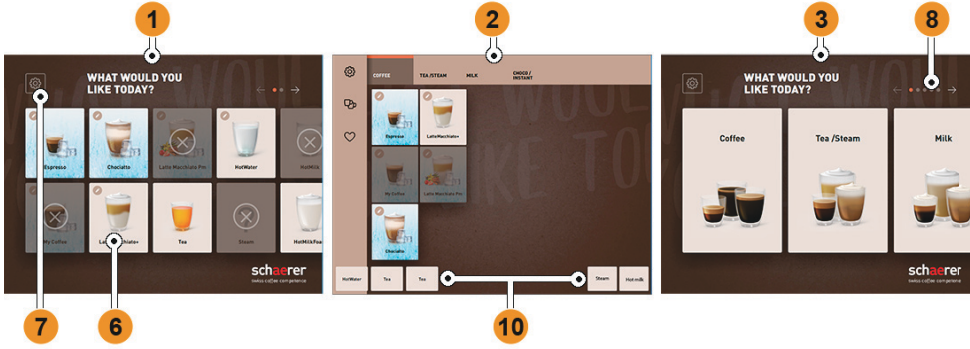 1
2
3
8
WHAT WOULD YOU
LIKE TODAY?
Espresso
Chociatto
Latte Macchiato Pre
HotWater
HotMilk
My Coffee
Tea
Steam
HotMilkFoa
schaerer
swiss coffee competence
COFFEE
TEA /STEAM
MILK
CHOCO /
INSTANT
Espresso
LatteMacchiato+
My Coffee
Latte Macchiato Pre
Chociatto
HotWater
Tea
Tea
Steam
Hot milk
WHAT WOULD YOU
LIKE TODAY?
Coffee
Tea /Steam
Milk
schaerer
swiss coffee competence
7
6
10